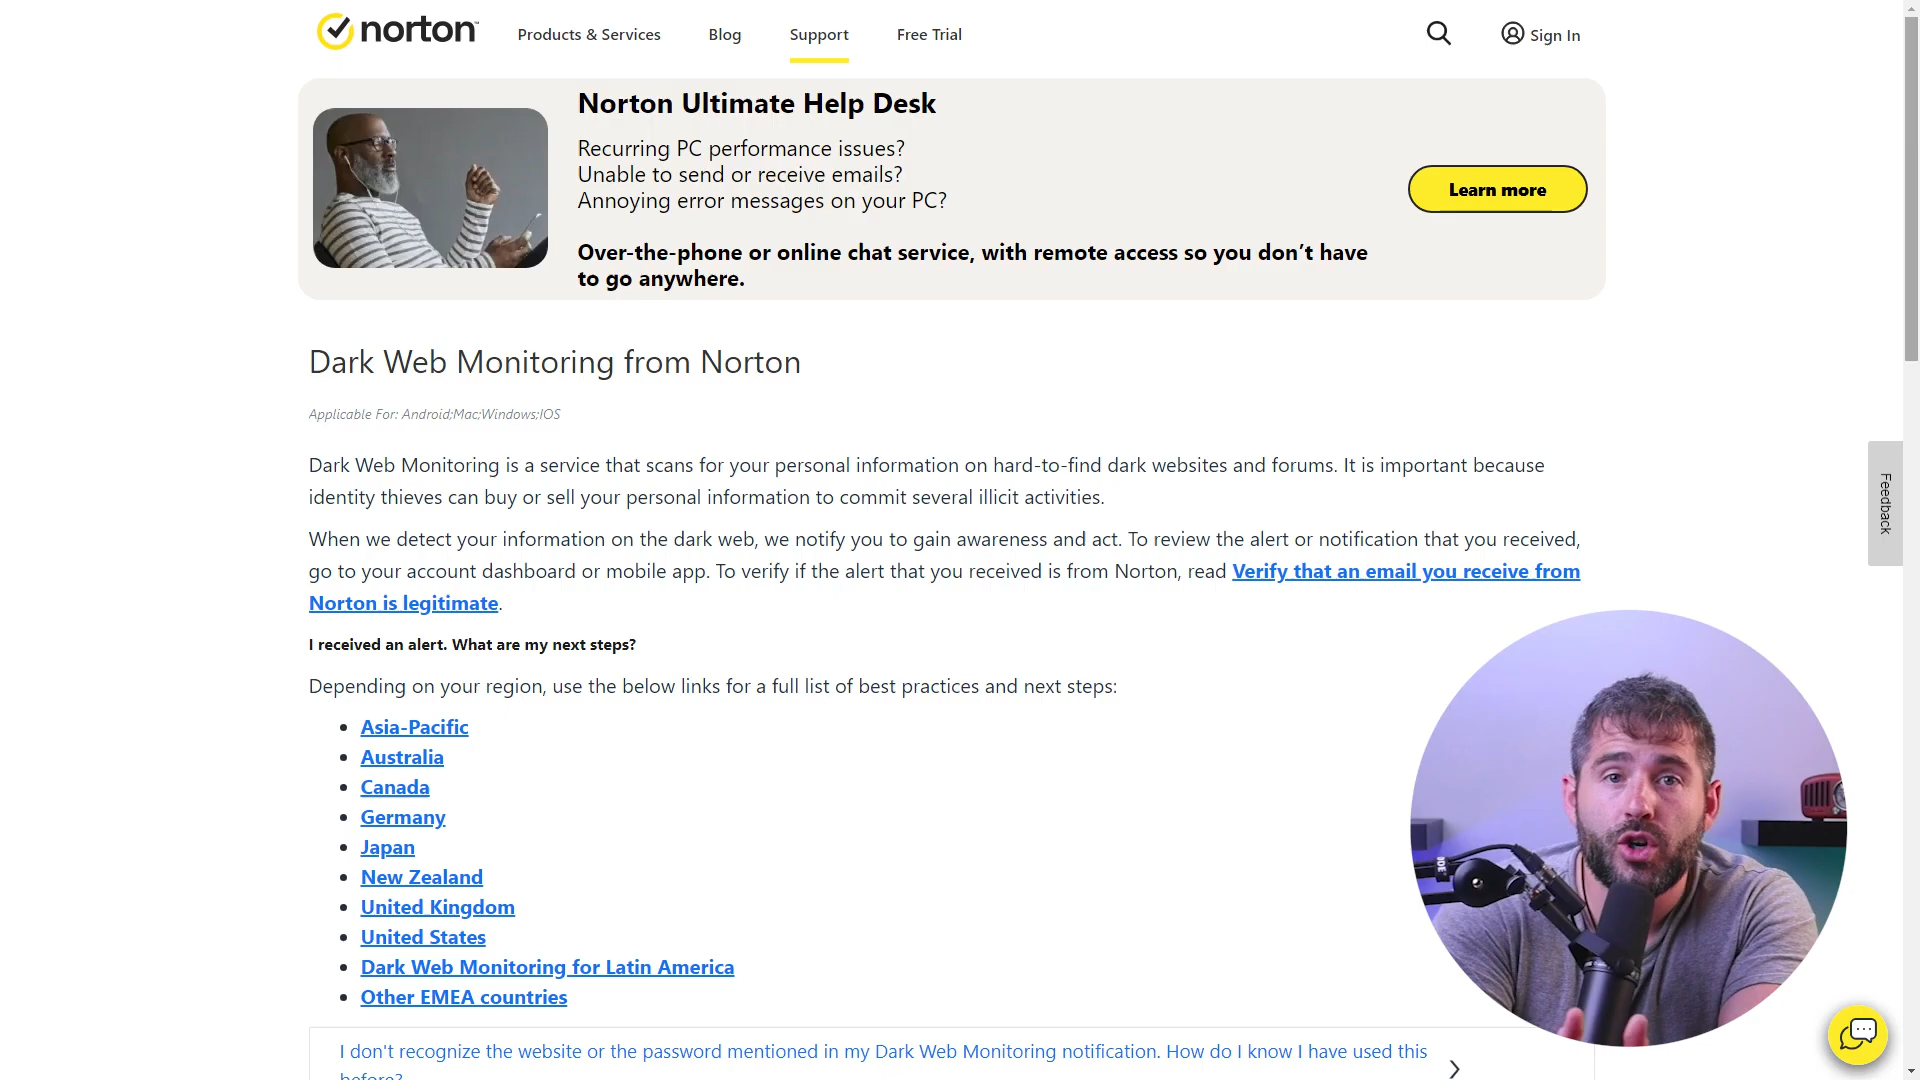 norton
Products & Services
Blog
Support
Free Trial
Sign In
Norton Ultimate Help Desk
Recurring PC performance issues?
Unable to send or receive emails?
Annoying error messages on your PC?
Over-the-phone or online chat service, with remote access so you don’t have
to go anywhere.
Learn more
Dark Web Monitoring from Norton
Applicable For: Android;Mac;Windows;IOS
Dark Web Monitoring is a service that scans for your personal information on hard-to-find dark websites and forums. It is important because
identity thieves can buy or sell your personal information to commit several illicit activities.
When we detect your information on the dark web, we notify you to gain awareness and act. To review the alert or notification that you received,
go to your account dashboard or mobile app. To verify if the alert that you received is from Norton, read Verify that an email you receive from
Norton is legitimate.
I received an alert. What are my next steps?
Depending on your region, use the below links for a full list of best practices and next steps:
Asia-Pacific
Australia
Canada
Germany
Japan
New Zealand
United Kingdom
United States
Dark Web Monitoring for Latin America
Other EMEA countries
I don't recognize the website or the password mentioned in my Dark Web Monitoring notification. How do I know I have used this
before?
Feedback